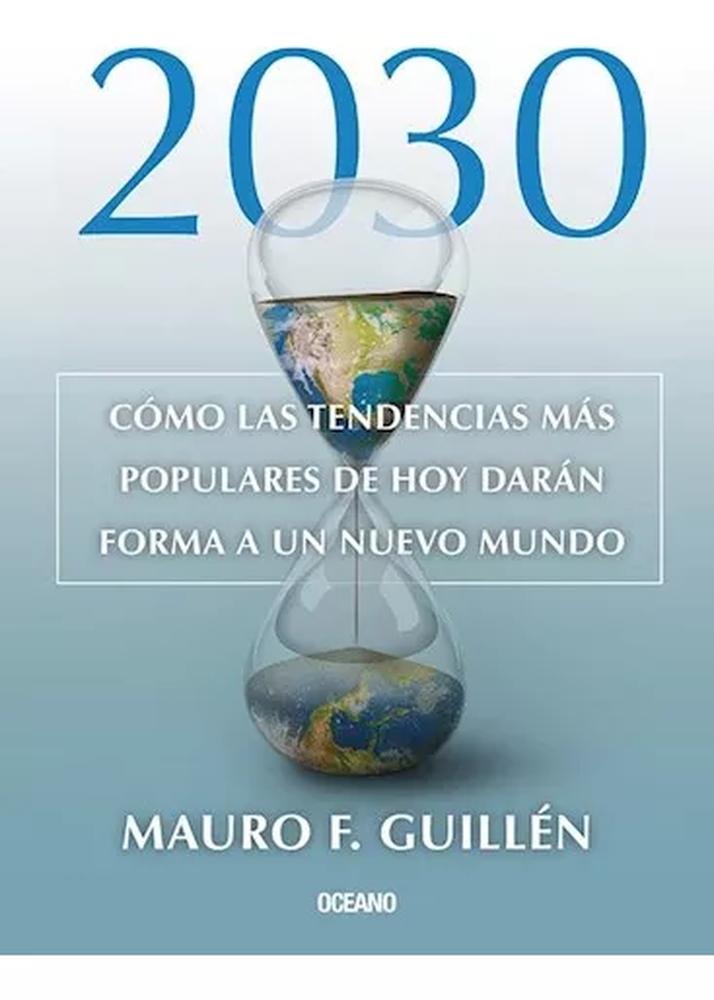 2030
CÓMO LAS TENDENCIAS MÁS
POPULARES DE HOY DARÁN
FORMA A UN NUEVO MUNDO
MAURO F. GUILLÉN
OCEANO